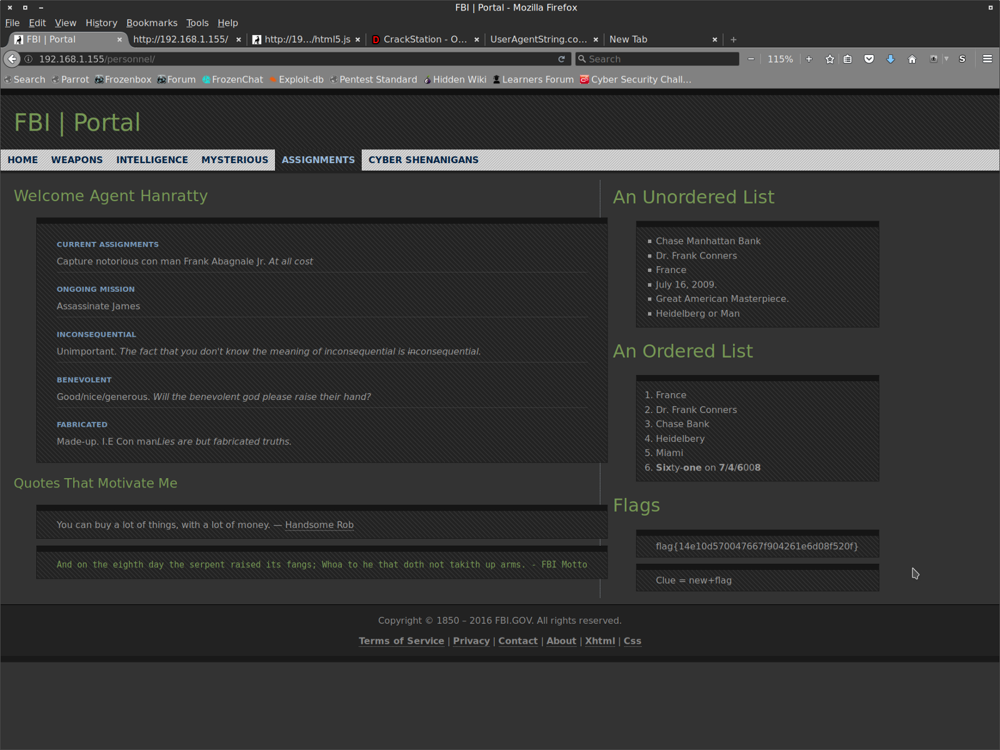 FBI | Portal - Mozilla Firefox
File Edit View History Bookmarks Tools Help
FBI | Portal
http://192.168.1.155/
http://19.../html5.js
CrackStation - O...
UserAgentString.co...
New Tab
192.168.1.155/personnel/
Search
115%
Search Parrot Frozenbox Forum FrozenChat Exploit-db Pentest Standard Hidden Wiki Learners Forum Cyber Security Chall...
FBI | Portal
HOME WEAPONS INTELLIGENCE MYSTERIOUS ASSIGNMENTS CYBER SHENANIGANS
Welcome Agent Hanratty
CURRENT ASSIGNMENTS
Capture notorious con man Frank Abagnale Jr. At all cost
ONGOING MISSION
Assassinate James
INCONSEQUENTIAL
Unimportant. The fact that you don't know the meaning of inconsequential is inconsequential.
BENEVOLENT
Good/nice/generous. Will the benevolent god please raise their hand?
FABRICATED
Made-up. I.E Con manLies are but fabricated truths.
Quotes That Motivate Me
You can buy a lot of things, with a lot of money. — Handsome Rob
And on the eighth day the serpent raised its fangs; Whoa to he that doth not takith up arms. - FBI Motto
An Unordered List
Chase Manhattan Bank
Dr. Frank Conners
France
July 16, 2009.
Great American Masterpiece.
Heidelberg or Man
An Ordered List
1. France
2. Dr. Frank Conners
3. Chase Bank
4. Heidelbery
5. Miami
6. Sixty-one on 7/4/6008
Flags
flag{14e10d570047667f904261e6d08f520f}
Clue = new+flag
Copyright © 1850 – 2016 FBI.GOV. All rights reserved.
Terms of Service | Privacy | Contact | About | Xhtml | Css